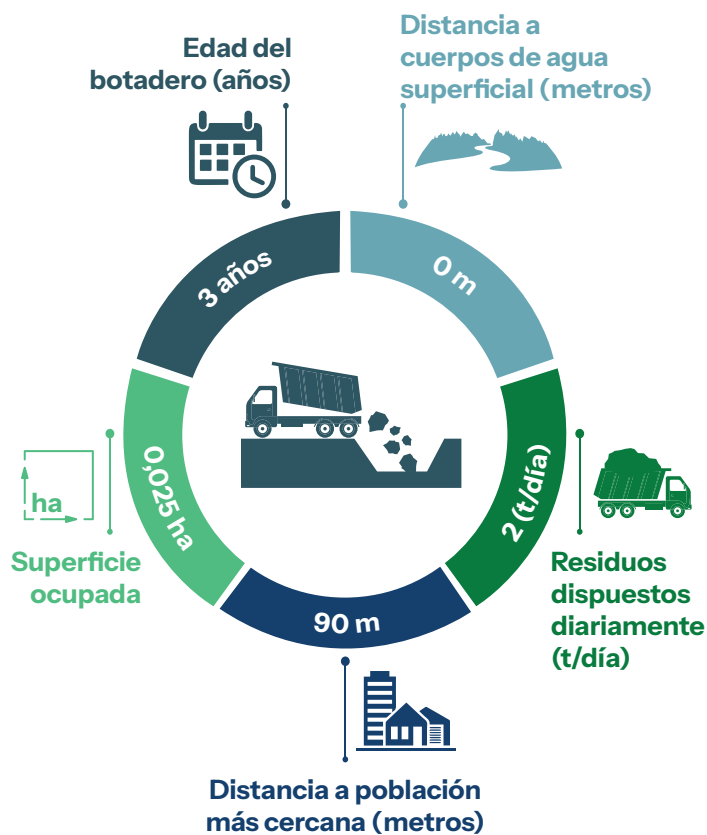 Edad del
botadero (años)
Distancia a
cuerpos de agua
superficial (metros)
3 años
0 m
0,025 ha
2 (t/día)
90 m
ha
Superficie
ocupada
Residuos
dispuestos
diariamente
(t/día)
Distancia a población
más cercana (metros)